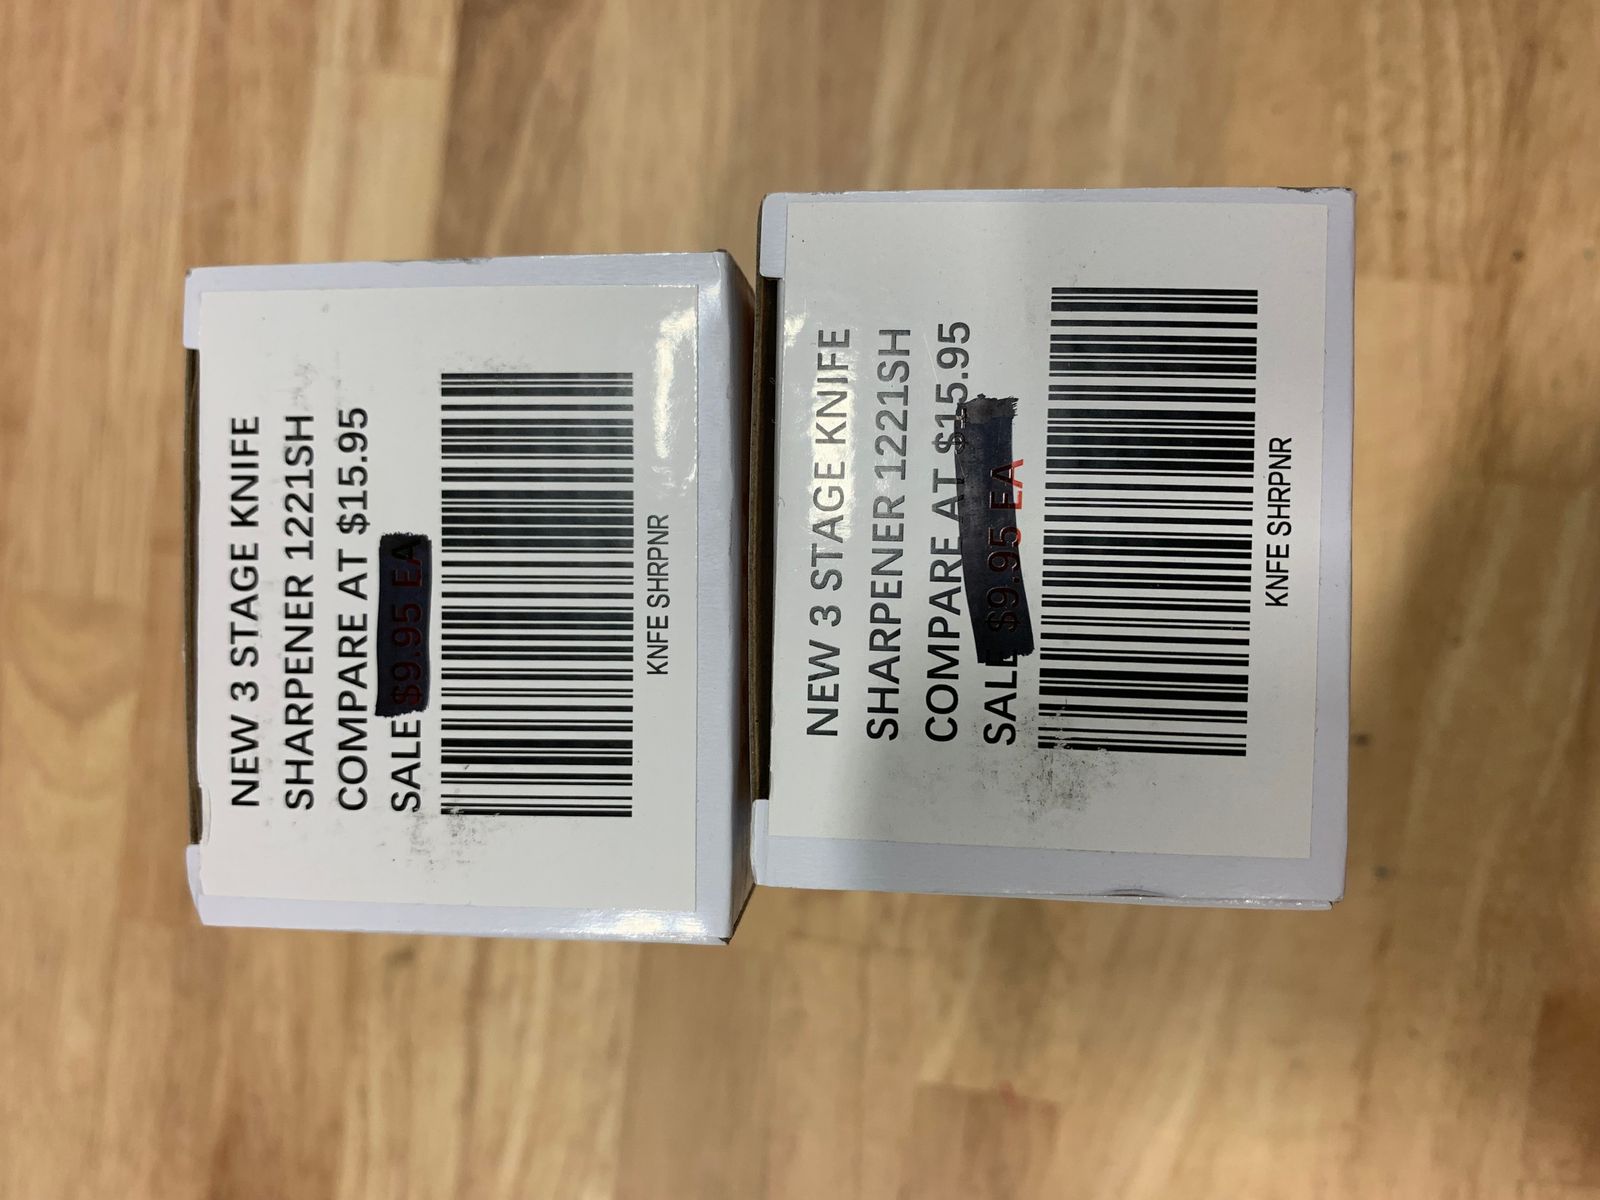 NEW 3 STAGE KNIFE
SHARPENER 1221SH
COMPARE AT $15.95
SALE $9.95 EA
KNFE SHRPNR
NEW 3 STAGE KNIFE
SHARPENER 1221SH
COMPARE AT $15.95
SALE $9.95 EA
KNFE SHRPNR